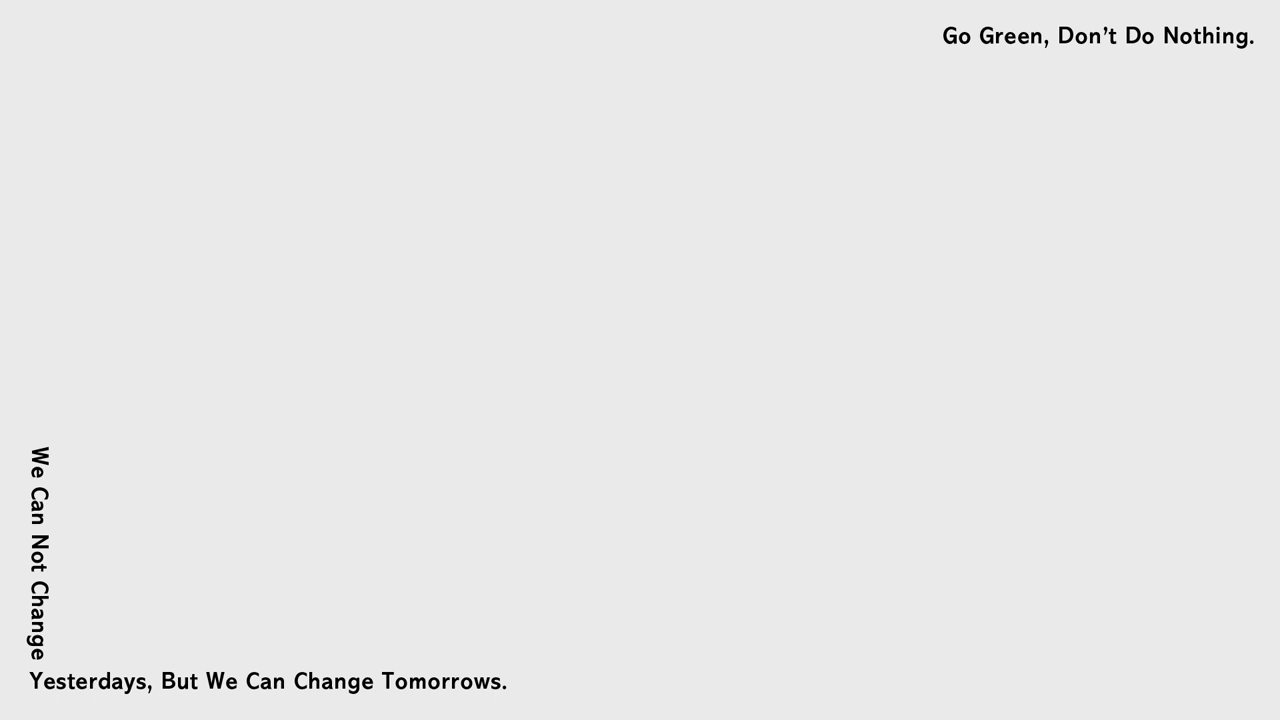 Go Green, Don’t Do Nothing.
We Can Not Change
Yesterdays, But We Can Change Tomorrows.